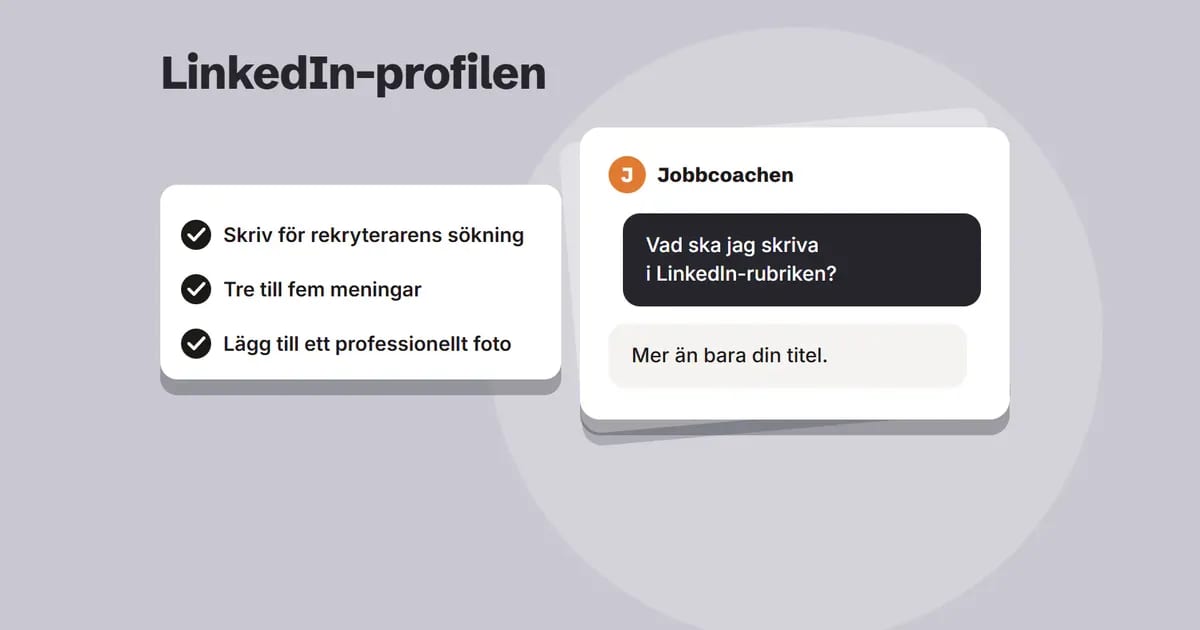 LinkedIn-profilen
Skriv för rekryterarens sökning
Tre till fem meningar
Lägg till ett professionellt foto
J Jobbcoachen
Vad ska jag skriva
i LinkedIn-rubriken?
Mer än bara din titel.